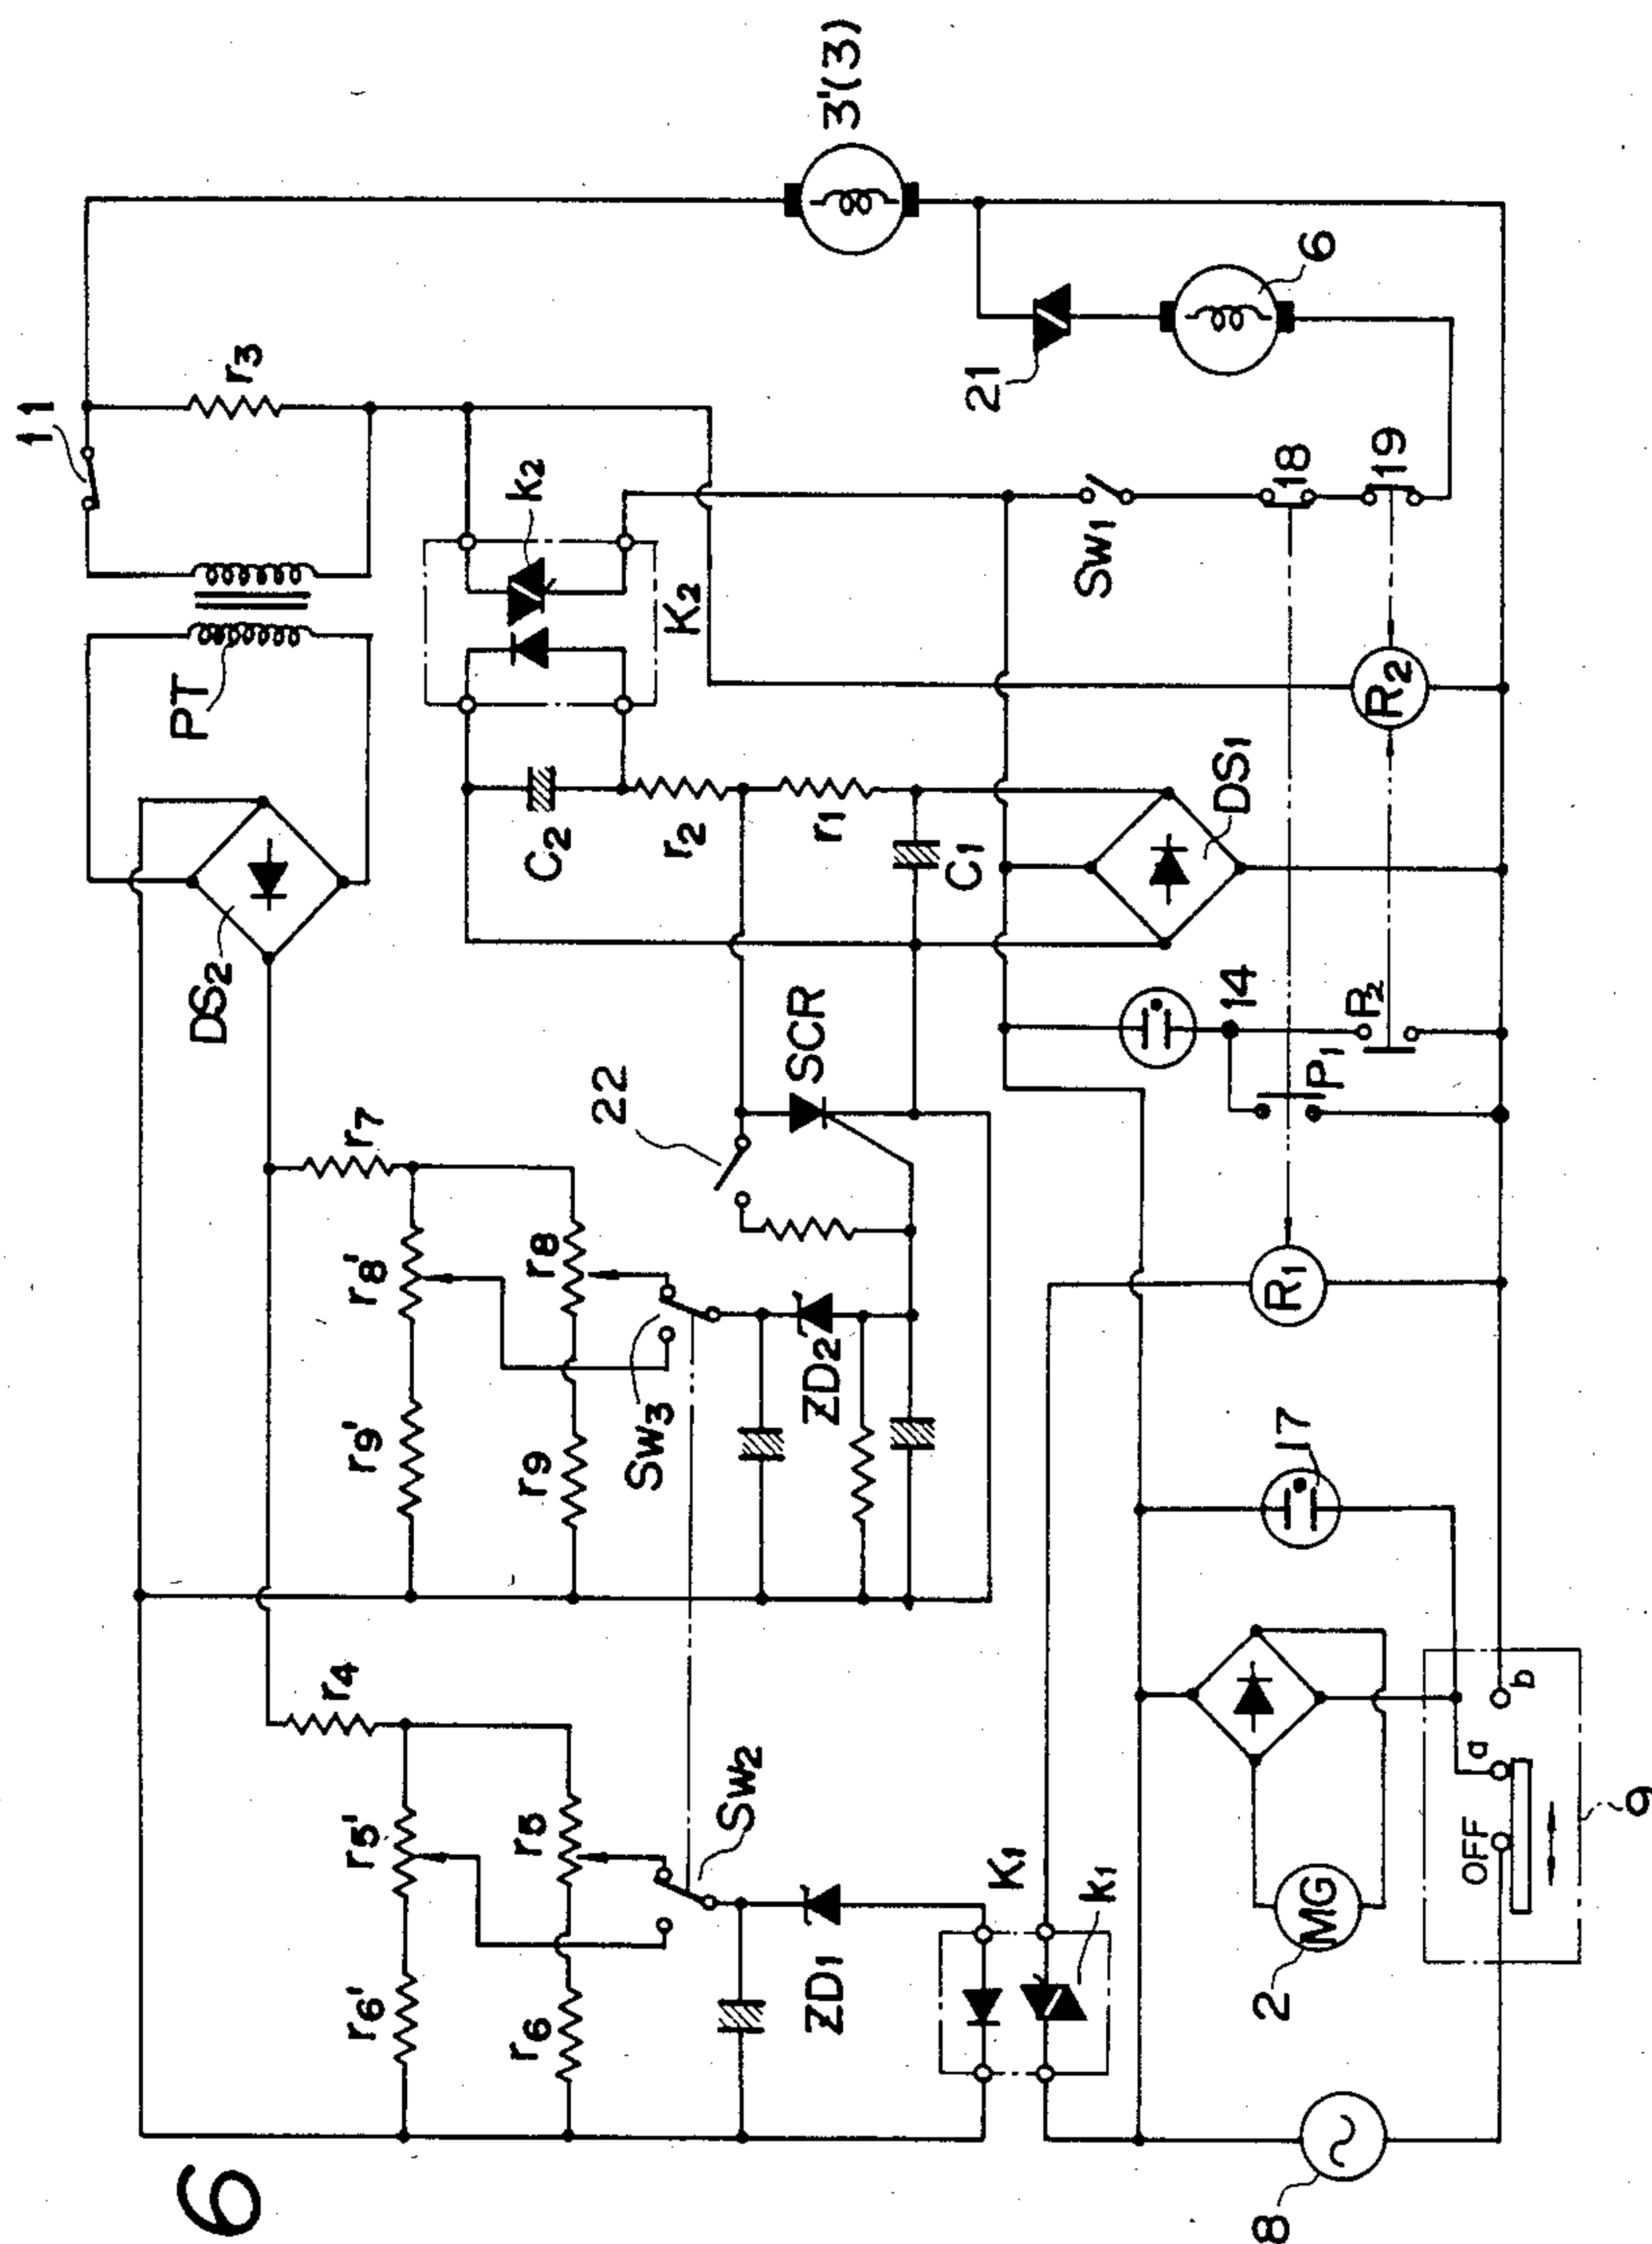 6
8
2
MG
9
OFF
a
b
17
K1
k1
R1
r6'
r5'
r4
r6
r5
SW2
ZD1
r9'
r8'
r7
r9
r8
SW3
ZD2
22
SCR
P1
P2
14
DS2
PT
C2
r2
r1
C1
DS1
K2
k2
R2
11
r3
SW1
18
19
21
6
3'(3)